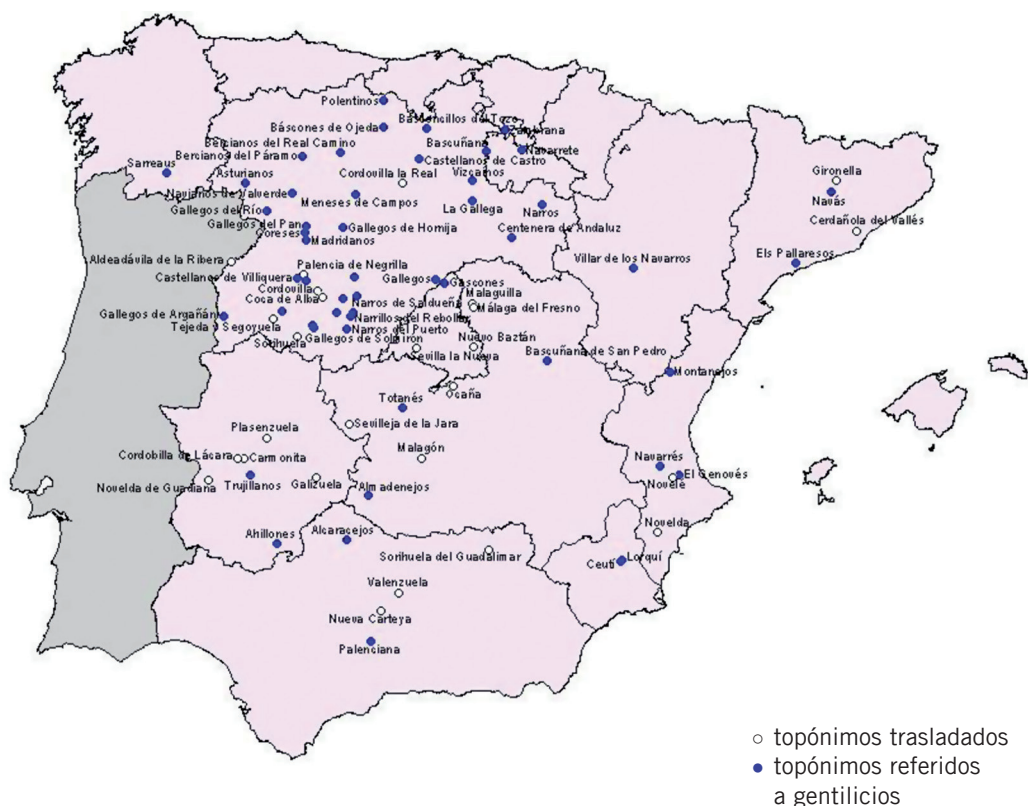 Polentinos
Báscones de Ojeda
Basconcillos del Tozo
Zambrana
Bercianos del Real Camino
Bascuñana
Navarrete
Bercianos del Páramo
Castellanos de Castro
Sarreaus
Asturianos
Cordovilla la Real
Vizcaínos
Gironella
Navianos de Valverde
Meneses de Campos
Navás
Gallegos del Río
La Gallega
Narros
Cerdañola del Vallés
Gallegos del Pan
Gallegos de Hornija
Centenera de Andaluz
Coreses
Madridanos
Aldeadávila de la Ribera
Palencia de Negrilla
Villar de los Navarros
Els Pallaresos
Castellanos de Villiquera
Gallegos
Gascones
Cordovilla
Malaguilla
Coca de Alba
Narros de Saldueña
Málaga del Fresno
Gallegos de Argañán
Narrillos del Rebollar
Tejeda y Segoyuela
Narros del Puerto
Sorihuela
Gallegos de Solmirón
Nuevo Baztán
Sevilla la Nueva
Bascuñana de San Pedro
Montanejos
Ocaña
Totanés
Plasenzuela
Sevilleja de la Jara
Cordobilla de Lácara
Carmonita
Malagón
Navarrés
Trujillanos
El Genovés
Novelda de Guadiana
Galizuela
Novelé
Almadenejos
Ahillones
Alcaracejos
Novelda
Sorihuela del Guadalimar
Ceutí
Lorquí
Valenzuela
Nueva Carteya
Palenciana
○ topónimos trasladados
● topónimos referidos
a gentilicios